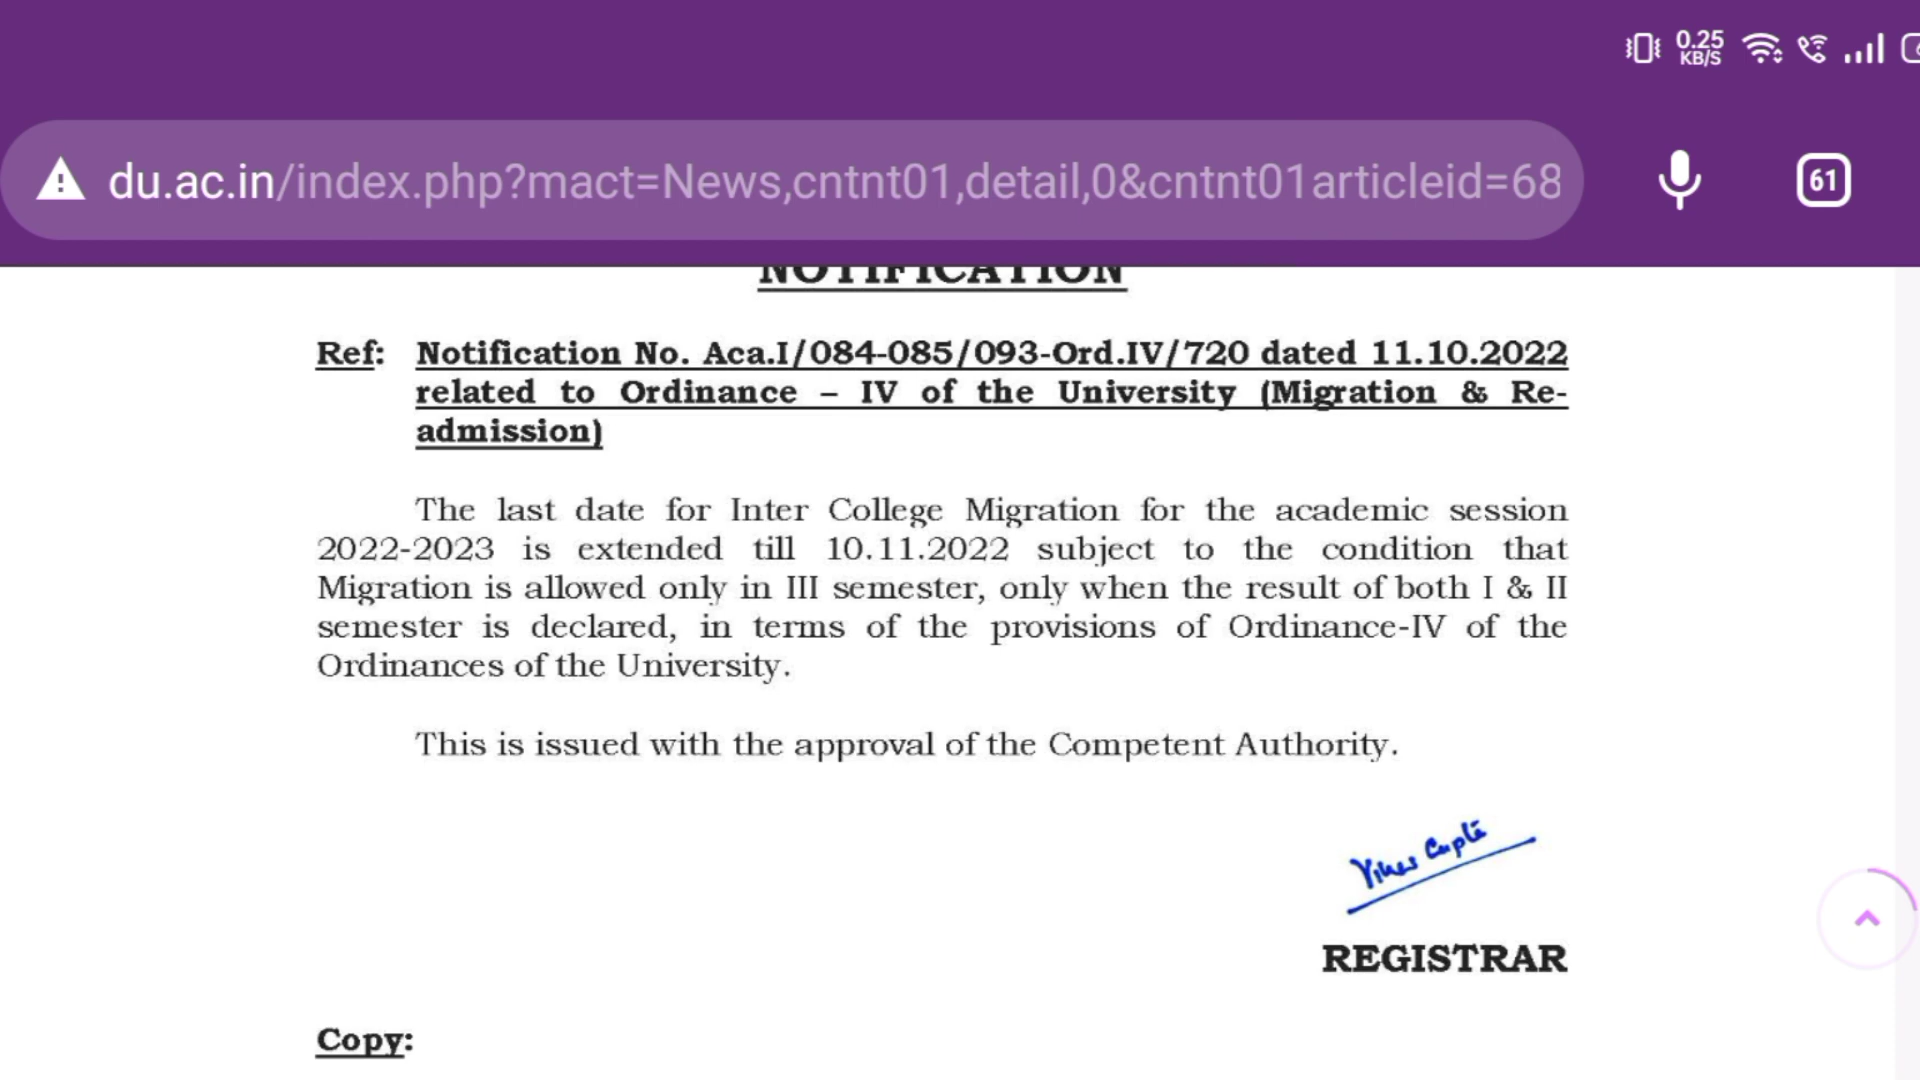 0.25
KB/S
du.ac.in/index.php?mact=News,cntnt01,detail,0&cntnt01articleid=68
61
NOTIFICATION
Ref: Notification No. Aca.I/084-085/093-Ord.IV/720 dated 11.10.2022
related to Ordinance – IV of the University (Migration & Re-
admission)
The last date for Inter College Migration for the academic session
2022-2023 is extended till 10.11.2022 subject to the condition that
Migration is allowed only in III semester, only when the result of both I & II
semester is declared, in terms of the provisions of Ordinance-IV of the
Ordinances of the University.
This is issued with the approval of the Competent Authority.
Vikas Gupta
REGISTRAR
Copy: